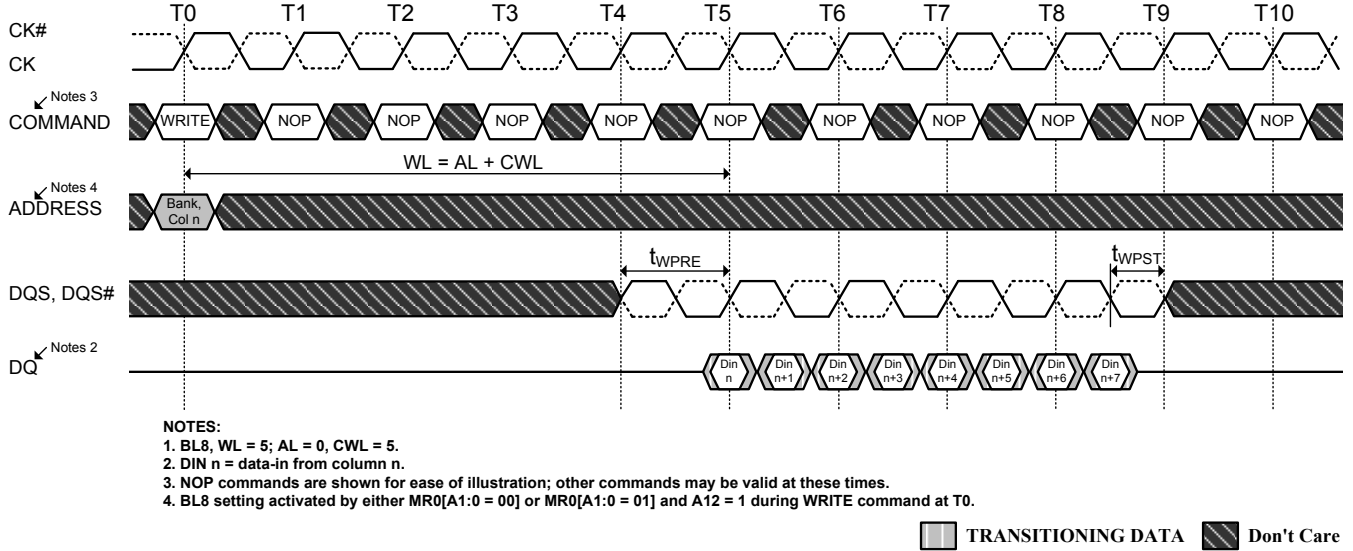 T0 T1 T2 T3 T4 T5 T6 T7 T8 T9 T10
CK#
CK
Notes 3
COMMAND WRITE NOP NOP NOP NOP NOP NOP NOP NOP NOP NOP
WL = AL + CWL
Notes 4
ADDRESS Bank, Col n
tWPRE tWPST
DQS, DQS#
Notes 2
DQ Din n Din n+1 Din n+2 Din n+3 Din n+4 Din n+5 Din n+6 Din n+7
NOTES:
1. BL8, WL = 5; AL = 0, CWL = 5.
2. DIN n = data-in from column n.
3. NOP commands are shown for ease of illustration; other commands may be valid at these times.
4. BL8 setting activated by either MR0[A1:0 = 00] or MR0[A1:0 = 01] and A12 = 1 during WRITE command at T0.
TRANSITIONING DATA Don't Care